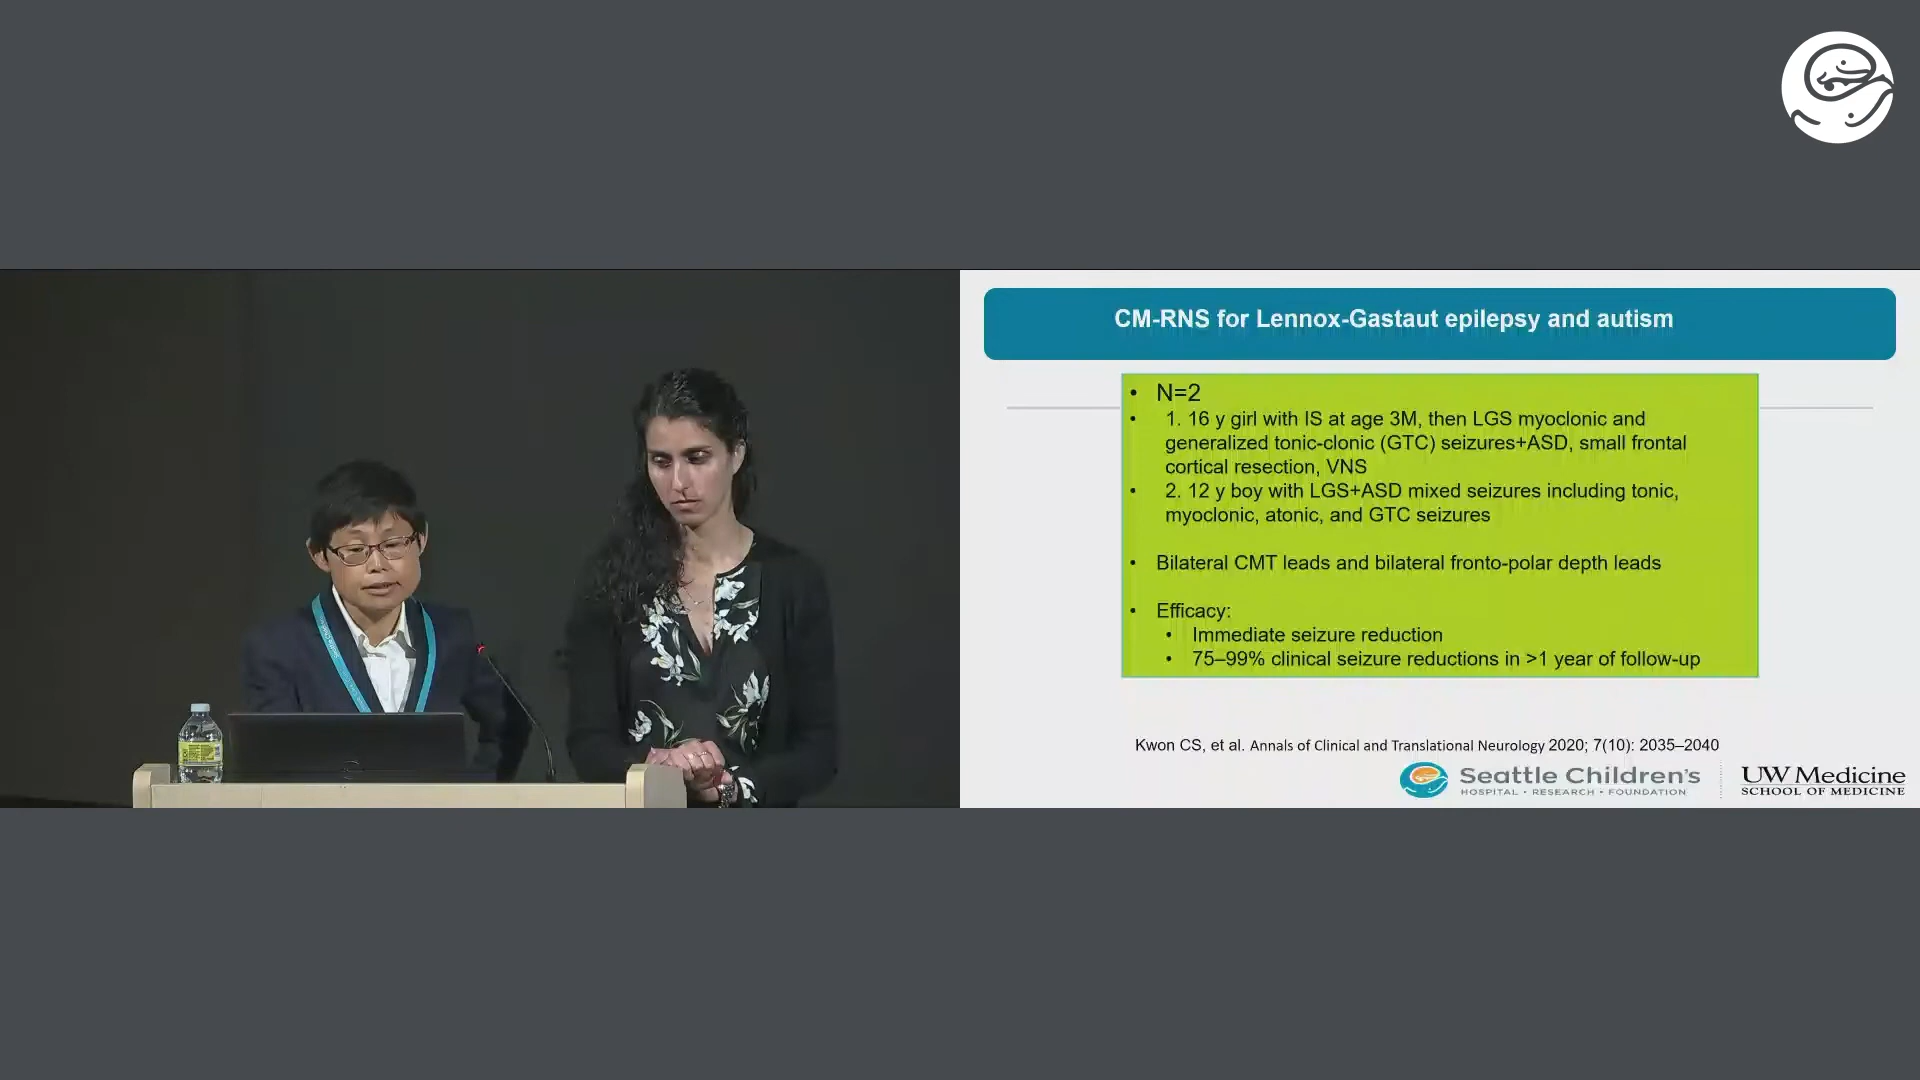 CM-RNS for Lennox-Gastaut epilepsy and autism
• N=2
• 1. 16 y girl with IS at age 3M, then LGS myoclonic and
generalized tonic-clonic (GTC) seizures+ASD, small frontal
cortical resection, VNS
• 2. 12 y boy with LGS+ASD mixed seizures including tonic,
myoclonic, atonic, and GTC seizures
• Bilateral CMT leads and bilateral fronto-polar depth leads
• Efficacy:
• Immediate seizure reduction
• 75–99% clinical seizure reductions in >1 year of follow-up
Kwon CS, et al. Annals of Clinical and Translational Neurology 2020; 7(10): 2035–2040
Seattle Children's
HOSPITAL • RESEARCH • FOUNDATION
UW Medicine
SCHOOL OF MEDICINE